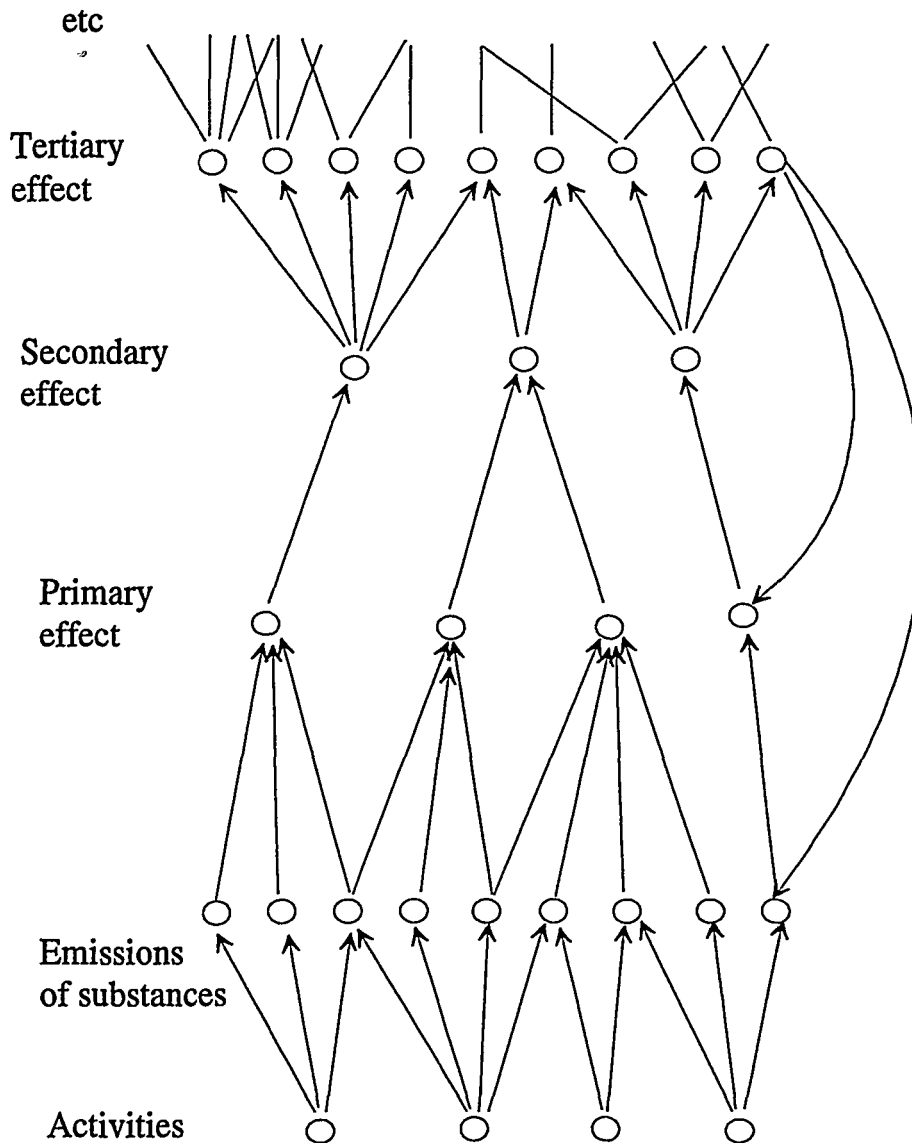 etc
Tertiary
effect
Secondary
effect
Primary
effect
Emissions
of substances
Activities